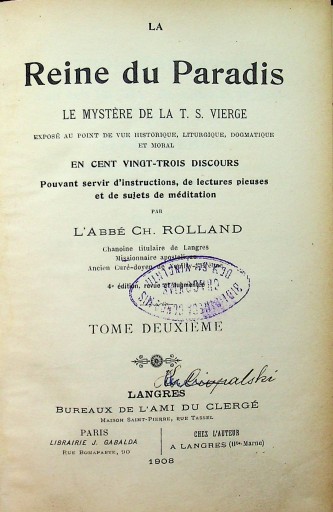 LA
Reine du Paradis
LE MYSTÈRE DE LA T. S. VIERGE
EXPOSÉ AU POINT DE VUE HISTORIQUE, LITURGIQUE, DOGMATIQUE
ET MORAL
EN CENT VINGT-TROIS DISCOURS
Pouvant servir d'instructions, de lectures pieuses
et de sujets de méditation
PAR
L'ABBÉ CH. ROLLAND
Chanoine titulaire de Langres
Missionnaire apostolique
Ancien Curé-doyen
4e édition, revue et augmentée
TOME DEUXIÈME
LANGRES
BUREAUX DE L'AMI DU CLERGÉ
MAISON SAINT-PIERRE, RUE TASSEL
PARIS
LIBRAIRIE J. GABALDA
RUE BONAPARTE, 90
CHEZ L'AUTEUR
A LANGRES (Hte-Marne)
1908